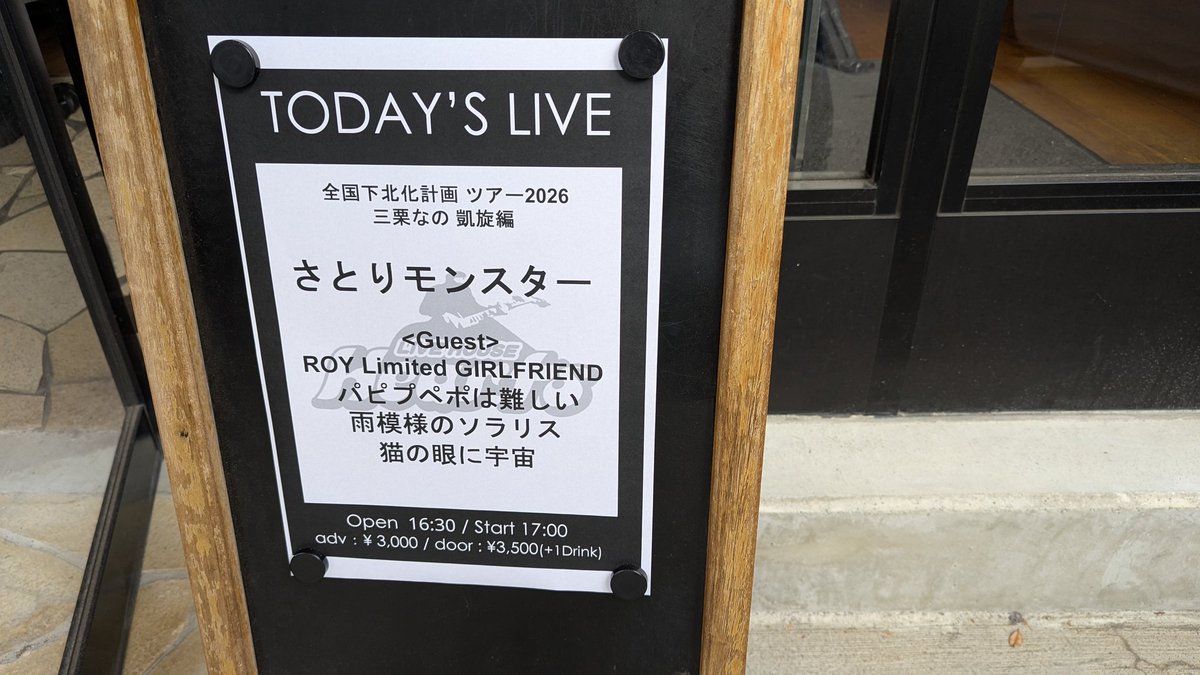 TODAY'S LIVE
全国下北化計画 ツアー2026
三栗なの 凱旋編
さとりモンスター
<Guest>
LIVE HOUSE
ROY Limited GIRLFRIEND
パピプペポは難しい
雨模様のソラリス
猫の眼に宇宙
Open 16:30 / Start 17:00
adv : ¥ 3,000 / door : ¥3,500(+1Drink)